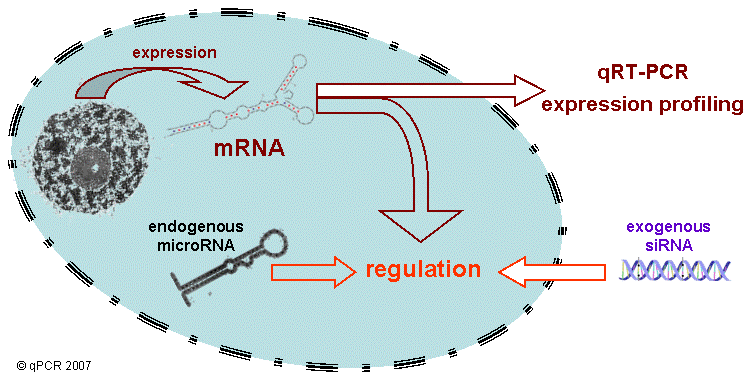 expression
qRT-PCR
expression profiling
mRNA
endogenous
microRNA
regulation
exogenous
siRNA
© qPCR 2007